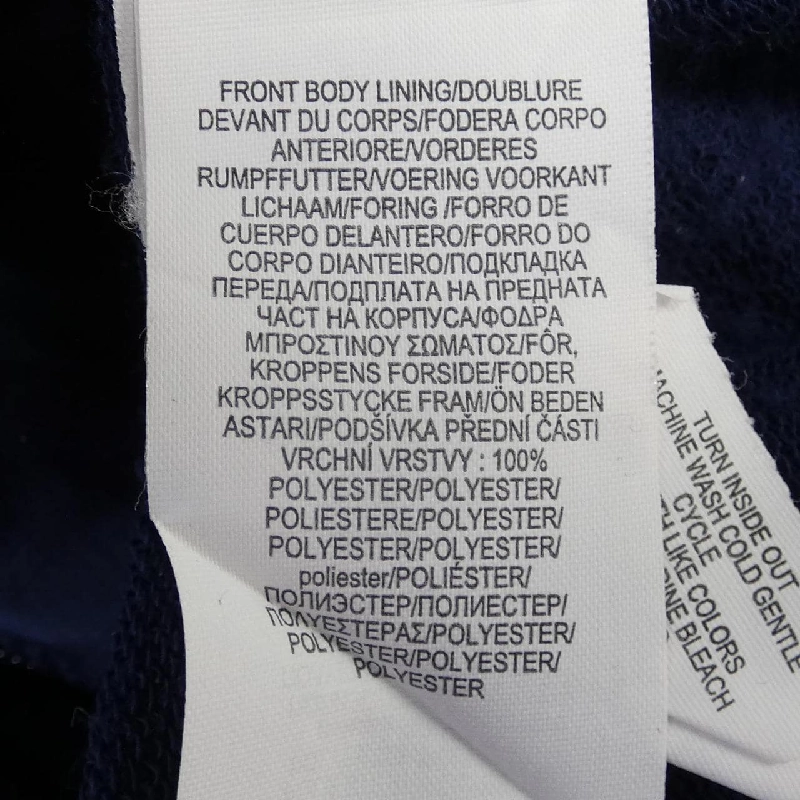 FRONT BODY LINING/DOUBLURE
DEVANT DU CORPS/FODERA CORPO
ANTERIORE/VORDERES
RUMPFFUTTER/VOERING VOORKANT
LICHAAM/FORING /FORRO DE
CUERPO DELANTERO/FORRO DO
CORPO DIANTEIRO/ПОДКЛАДКА
ПЕРЕДА/ПОДПЛАТА НА ПРЕДНАТА
ЧАСТ НА КОРПУСА/ΦΟΔΡΑ
ΜΠΡΟΣΤΙΝΟΥ ΣΩΜΑΤΟΣ/FÔR,
KROPPENS FORSIDE/FODER
KROPPSSTYCKE FRAM/ÖN BEDEN
ASTARI/PODŠÍVKA PŘEDNÍ ČÁSTI
VRCHNÍ VRSTVY : 100%
POLYESTER/POLYESTER/
POLIESTERE/POLYESTER/
POLYESTER/POLYESTER/
poliester/POLIÉSTER/
ПОЛИЭСТЕР/ПОЛИЕСТЕР/
ΠΟΛΥΕΣΤΕΡΑΣ/POLYESTER/
POLYESTER/POLYESTER/
POLYESTER
TURN INSIDE OUT
MACHINE WASH COLD GENTLE
CYCLE
LIKE COLORS
BLEACH